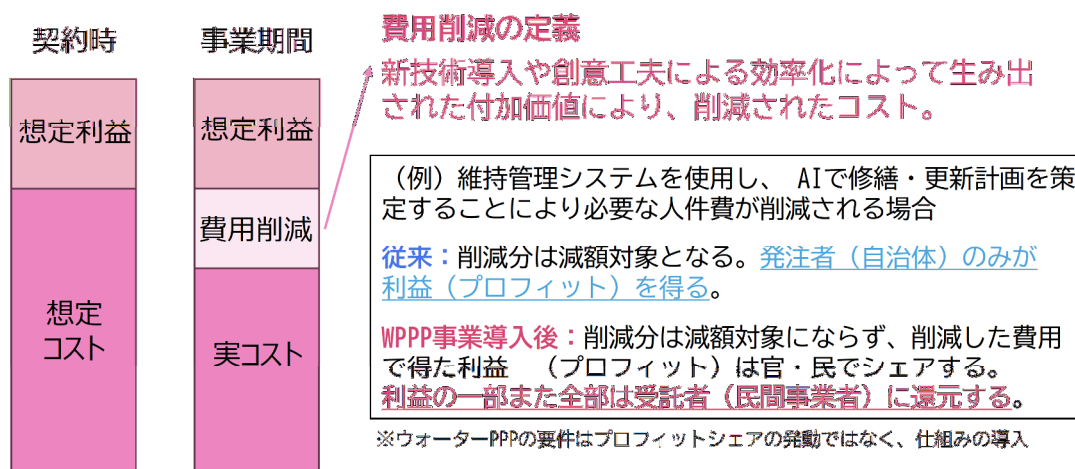 契約時
事業期間
想定利益
想定
コスト
想定利益
費用削減
実コスト
費用削減の定義
新技術導入や創意工夫による効率化によって生み出
された付加価値により、削減されたコスト。
（例）維持管理システムを使用し、 AIで修繕・更新計画を策
定することにより必要な人件費が削減される場合
従来：削減分は減額対象となる。発注者（自治体）のみが
利益（プロフィット）を得る。
WPPP事業導入後：削減分は減額対象にならず、削減した費用
で得た利益　（プロフィット）は官・民でシェアする。
利益の一部また全部は受託者（民間事業者）に還元する。
※ウォーターPPPの要件はプロフィットシェアの発動ではなく、仕組みの導入